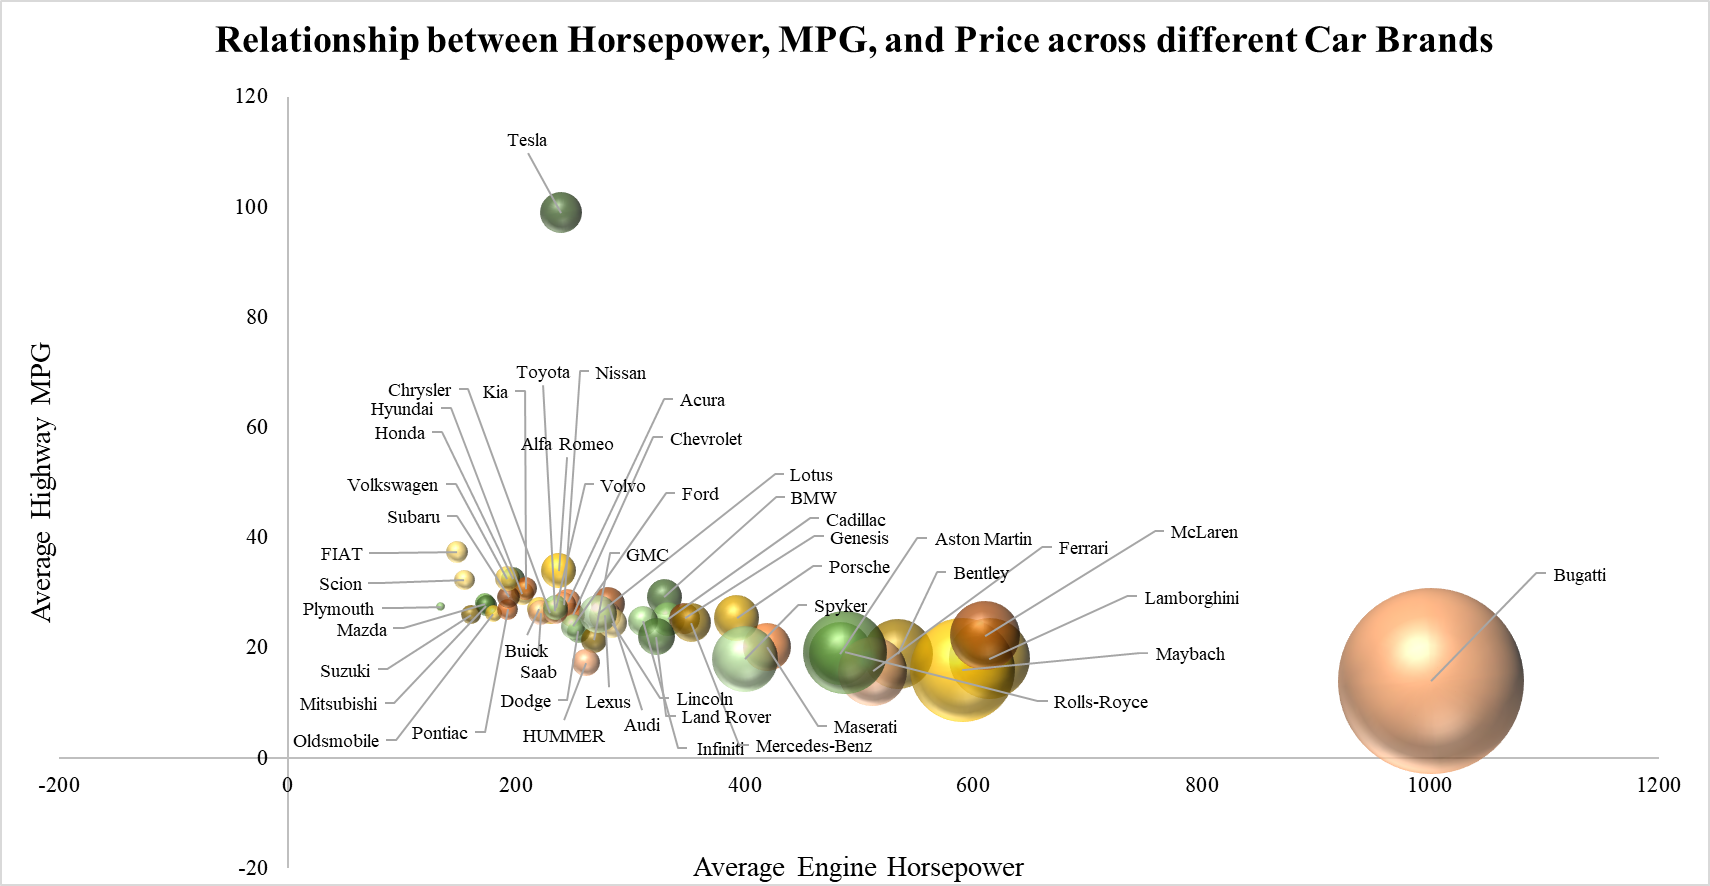 Relationship between Horsepower, MPG, and Price across different Car Brands
120
Tesla
100
80
Toyota
Nissan
Chrysler
Kia
Acura
Hyundai
60
Honda
Chevrolet
Alfa Romeo
Lotus
Volkswagen
Volvo
Ford
BMW
Subaru
Cadillac
McLaren
40
Genesis
Aston Martin
Ferrari
FIAT
GMC
Porsche
Bentley
Bugatti
Scion
Lamborghini
Plymouth
Spyker
Mazda
20
Buick
Maybach
Suzuki
Saab
Mitsubishi
Dodge
Lexus
Lincoln
Rolls-Royce
Land Rover
Audi
Maserati
Pontiac
HUMMER
Oldsmobile
Infiniti
Mercedes-Benz
0
-200
0
200
400
600
800
1000
1200
-20
Average Highway MPG
Average Engine Horsepower